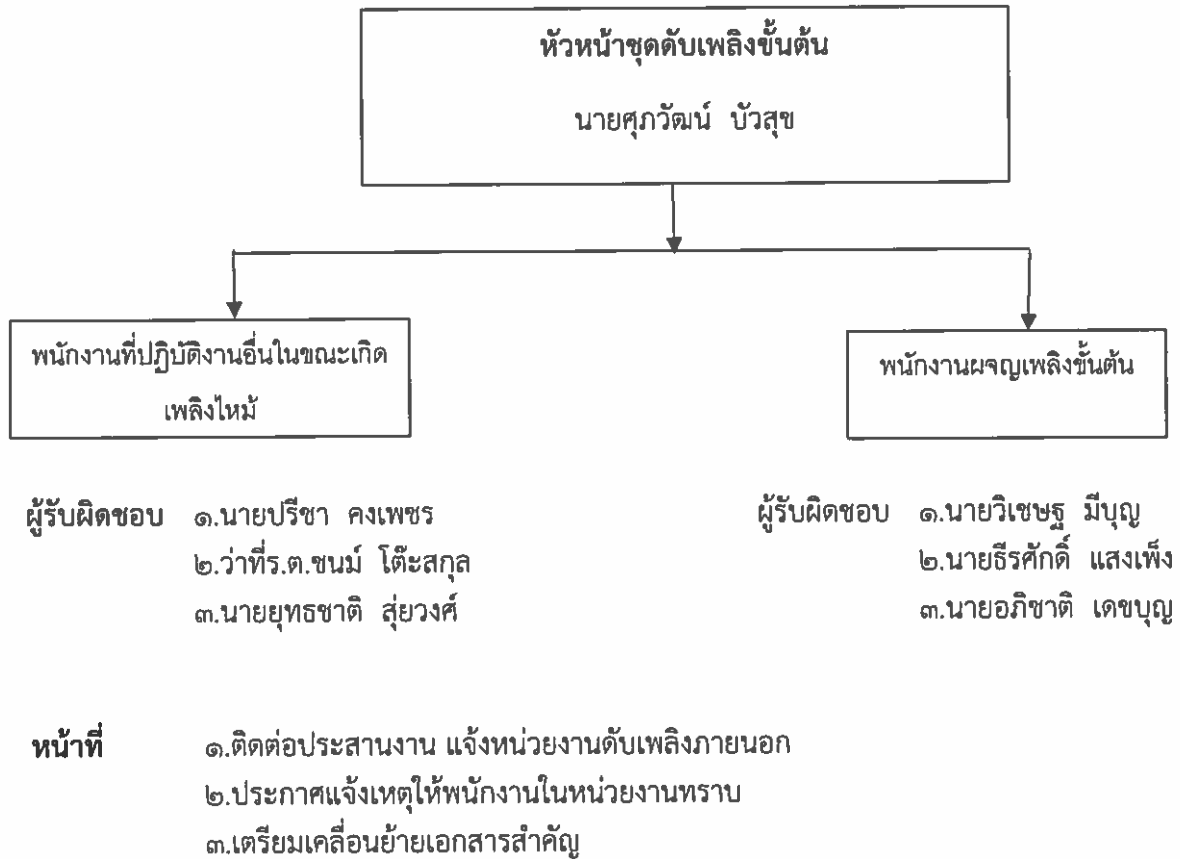 หัวหน้าชุดดับเพลิงขั้นต้น
นายศุภวัฒน์ บัวสุข
พนักงานที่ปฏิบัติงานอื่นในขณะเกิด
เพลิงไหม้
พนักงานผจญเพลิงขั้นต้น
ผู้รับผิดชอบ ๑.นายปรีชา คงเพชร
๒.ว่าที่ร.ต.ชนม์ โต๊ะสกุล
๓.นายยุทธชาติ สุ่ยวงศ์
ผู้รับผิดชอบ ๑.นายวิเชษฐ มีบุญ
๒.นายธีรศักดิ์ แสงเพ็ง
๓.นายอภิชาติ เดชบุญ
หน้าที่ ๑.ติดต่อประสานงาน แจ้งหน่วยงานดับเพลิงภายนอก
๒.ประกาศแจ้งเหตุให้พนักงานในหน่วยงานทราบ
๓.เตรียมเคลื่อนย้ายเอกสารสำคัญ